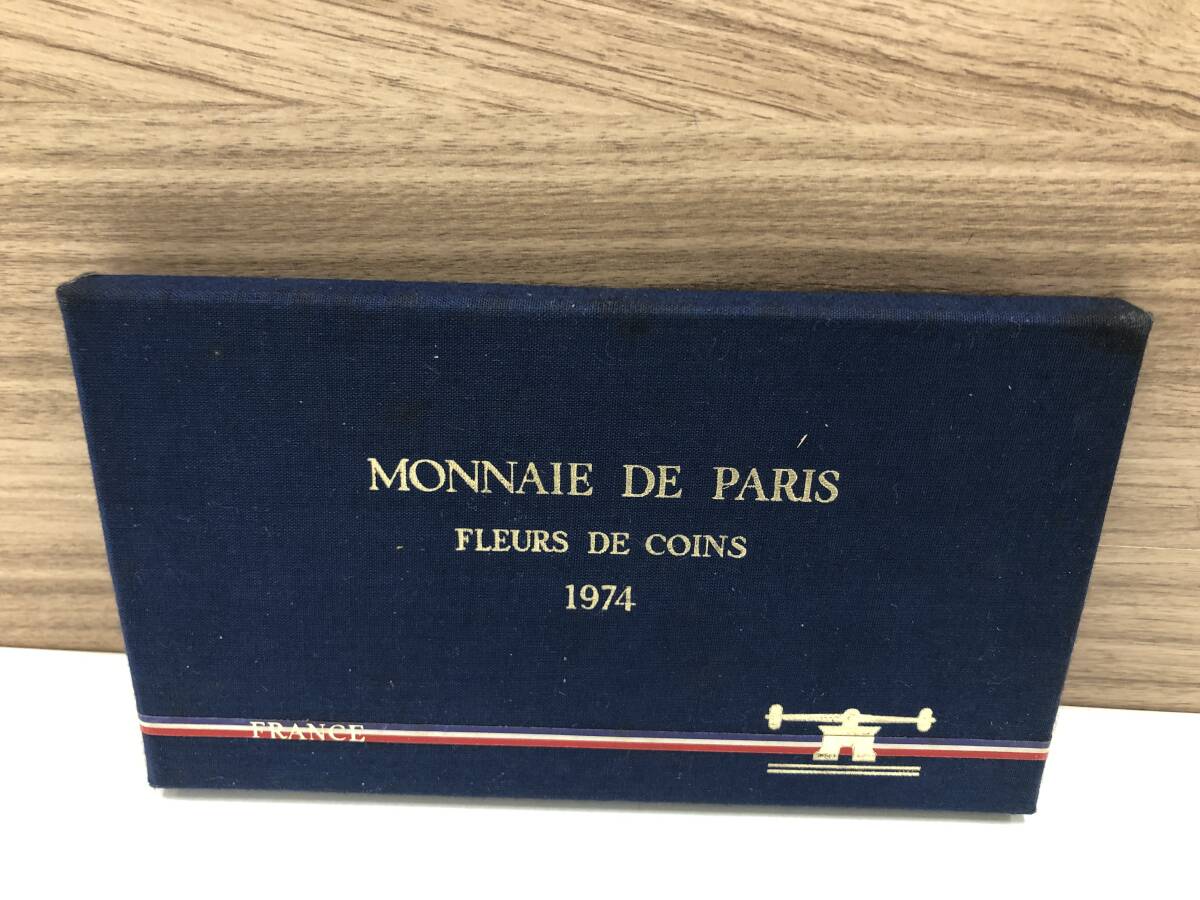 MONNAIE DE PARIS
FLEURS DE COINS
1974
FRANCE